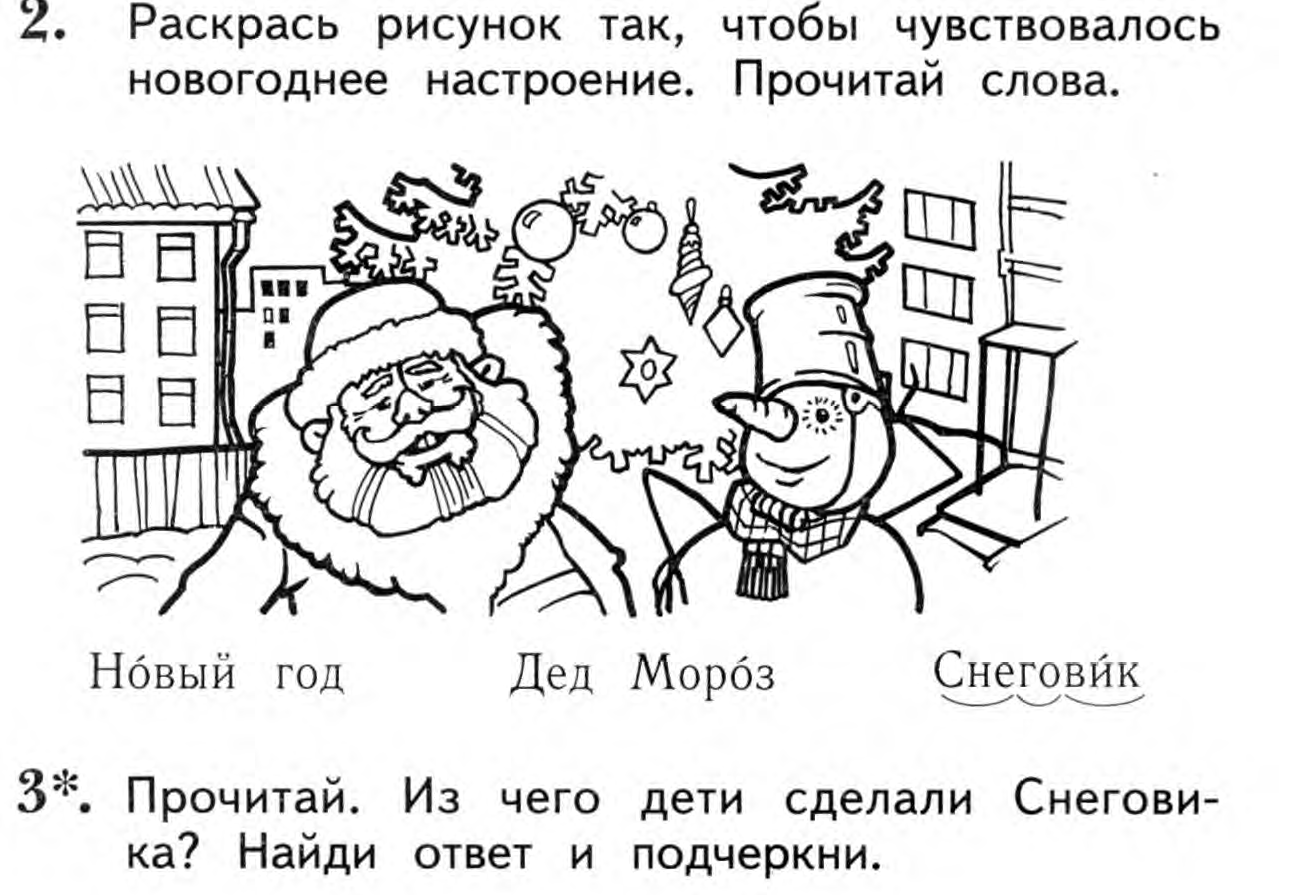 2. Раскрась рисунок так, чтобы чувствовалось
новогоднее настроение. Прочитай слова.
Но́вый год Дед Моро́з Снегови́к
3*. Прочитай. Из чего дети сделали Снегови-
ка? Найди ответ и подчеркни.